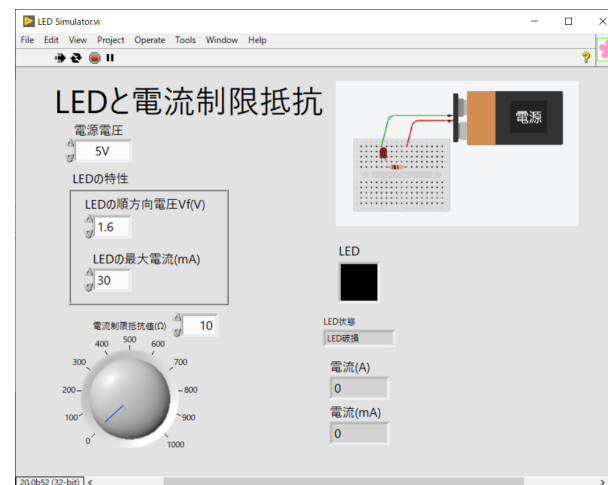 LED Simulator.vi
File Edit View Project Operate Tools Window Help
LEDと電流制限抵抗
電源
電源電圧
5V
LEDの特性
LEDの順方向電圧Vf(V)
1.6
LEDの最大電流(mA)
30
電流制限抵抗値(Ω)
10
0
100
200
300
400
500
600
700
800
900
1000
LED
LED状態
LED破損
電流(A)
0
電流(mA)
0
20.0b52 (32-bit)